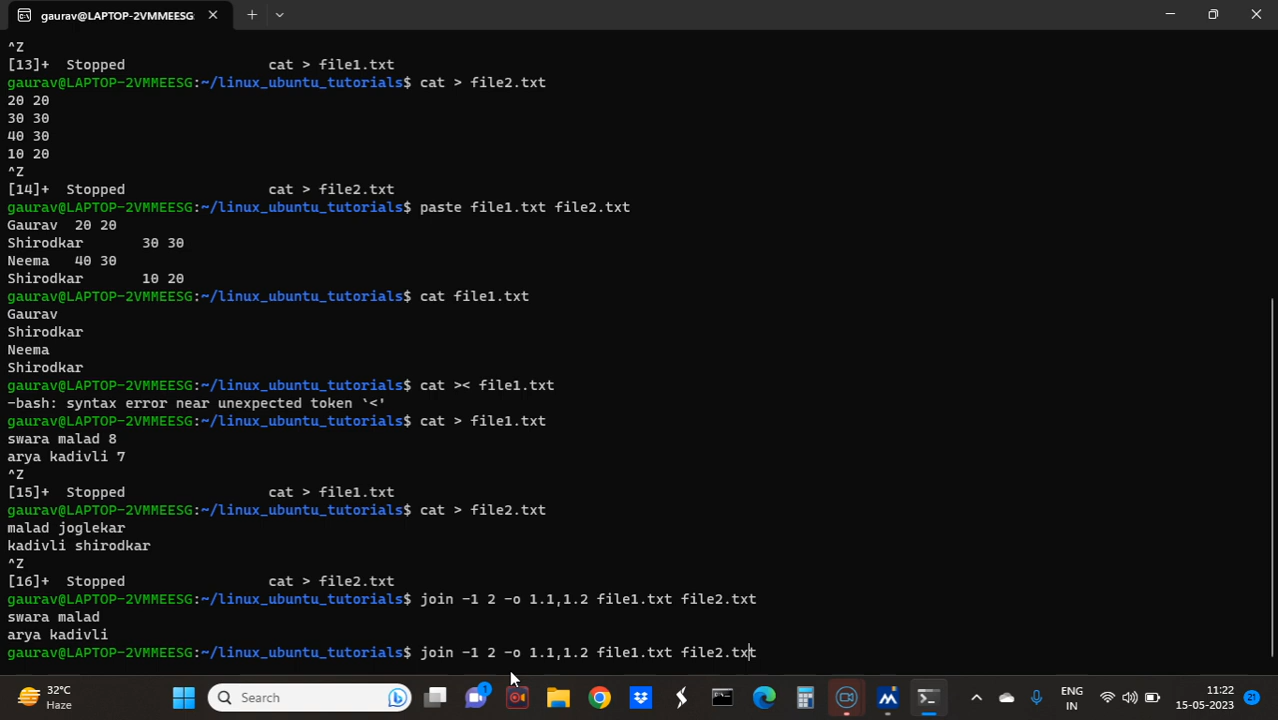 gaurav@LAPTOP-2VMMEESG:
^Z
[13]+  Stopped                 cat > file1.txt
gaurav@LAPTOP-2VMMEESG:~/linux_ubuntu_tutorials$ cat > file2.txt
20 20
30 30
40 30
10 20
^Z
[14]+  Stopped                 cat > file2.txt
gaurav@LAPTOP-2VMMEESG:~/linux_ubuntu_tutorials$ paste file1.txt file2.txt
Gaurav  20 20
Shirodkar       30 30
Neema   40 30
Shirodkar       10 20
gaurav@LAPTOP-2VMMEESG:~/linux_ubuntu_tutorials$ cat file1.txt
Gaurav
Shirodkar
Neema
Shirodkar
gaurav@LAPTOP-2VMMEESG:~/linux_ubuntu_tutorials$ cat >< file1.txt
-bash: syntax error near unexpected token `<'
gaurav@LAPTOP-2VMMEESG:~/linux_ubuntu_tutorials$ cat > file1.txt
swara malad 8
arya kadivli 7
^Z
[15]+  Stopped                 cat > file1.txt
gaurav@LAPTOP-2VMMEESG:~/linux_ubuntu_tutorials$ cat > file2.txt
malad joglekar
kadivli shirodkar
^Z
[16]+  Stopped                 cat > file2.txt
gaurav@LAPTOP-2VMMEESG:~/linux_ubuntu_tutorials$ join -1 2 -o 1.1,1.2 file1.txt file2.txt
swara malad
arya kadivli
gaurav@LAPTOP-2VMMEESG:~/linux_ubuntu_tutorials$ join -1 2 -o 1.1,1.2 file1.txt file2.txt
32°C
Haze
Search
1
ENG
IN
11:22
15-05-2023
21